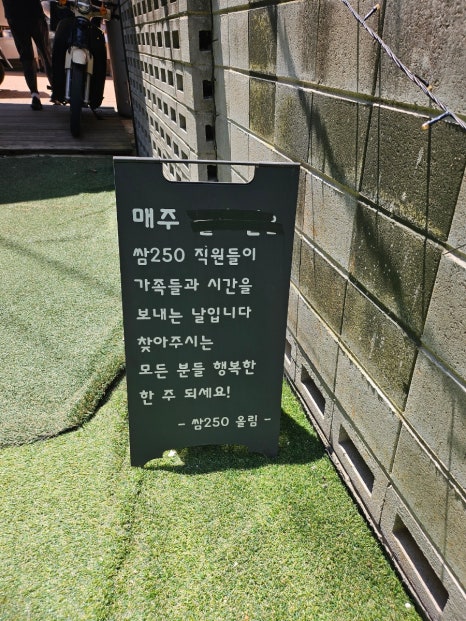 매주
쌈250 직원들이
가족들과 시간을
보내는 날입니다
찾아주시는
모든 분들 행복한
한 주 되세요!
- 쌈250 올림 -